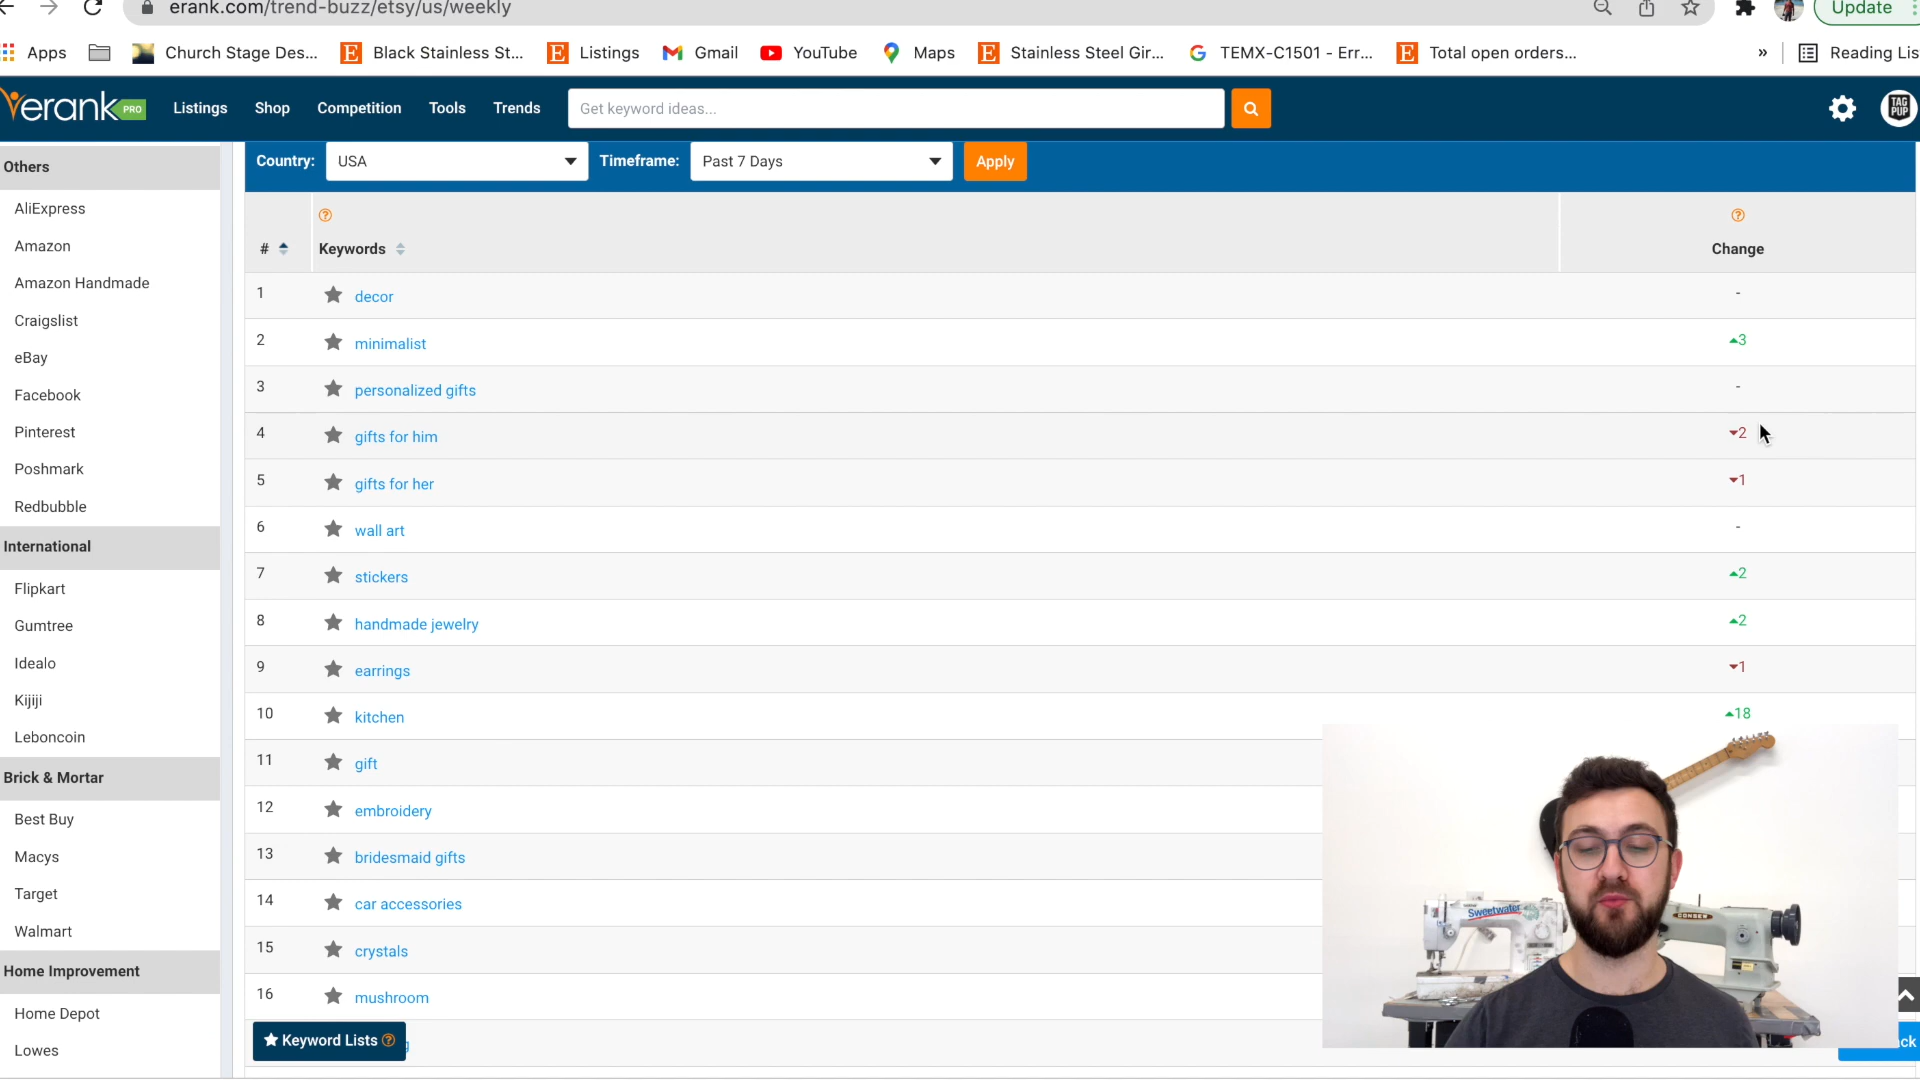 erank.com/trend-buzz/etsy/us/weekly
Update
Apps
Church Stage Des...
Black Stainless St...
Listings
Gmail
YouTube
Maps
Stainless Steel Gir...
TEMX-C1501 - Err...
Total open orders...
»
Reading Lis
erank PRO
Listings
Shop
Competition
Tools
Trends
Get keyword ideas...
TAG PUP
Country:
USA
Timeframe:
Past 7 Days
Apply
Others
AliExpress
Amazon
Amazon Handmade
Craigslist
eBay
Facebook
Pinterest
Poshmark
Redbubble
International
Flipkart
Gumtree
Idealo
Kijiji
Leboncoin
Brick & Mortar
Best Buy
Macys
Target
Walmart
Home Improvement
Home Depot
Lowes
# Keywords Change
1 decor -
2 minimalist 3
3 personalized gifts -
4 gifts for him 2
5 gifts for her 1
6 wall art -
7 stickers 2
8 handmade jewelry 2
9 earrings 1
10 kitchen 18
11 gift
12 embroidery
13 bridesmaid gifts
14 car accessories
15 crystals
16 mushroom
Keyword Lists
Sweetwater
CONSEW
ck